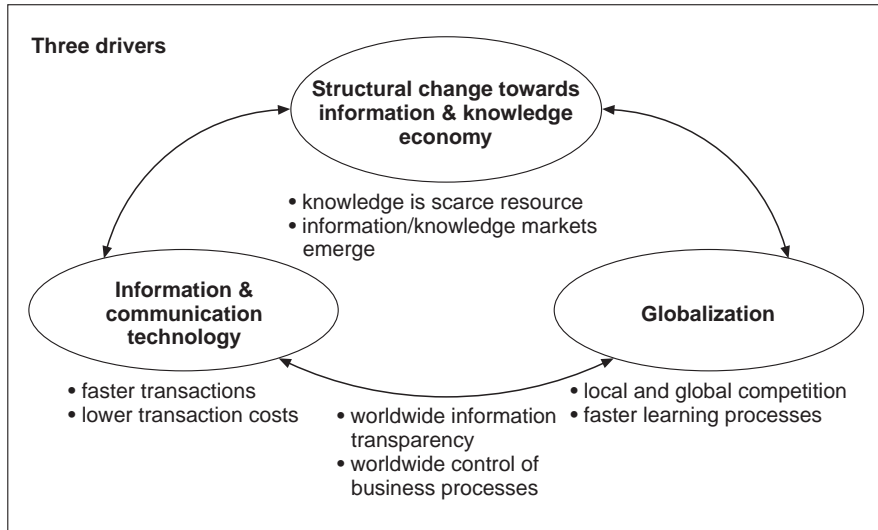 Three drivers
Structural change towards
information & knowledge
economy
• knowledge is scarce resource
• information/knowledge markets
emerge
Information &
communication
technology
• faster transactions
• lower transaction costs
Globalization
• local and global competition
• faster learning processes
• worldwide information
transparency
• worldwide control of
business processes